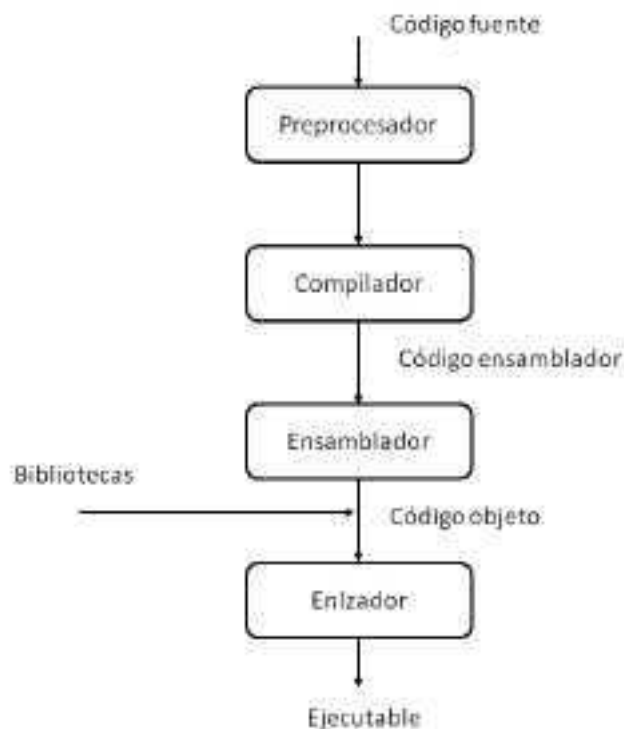 Código fuente
Preprocesador
Compilador
Código ensamblador
Ensamblador
Bibliotecas
Código objeto
Enlzador
Ejecutable